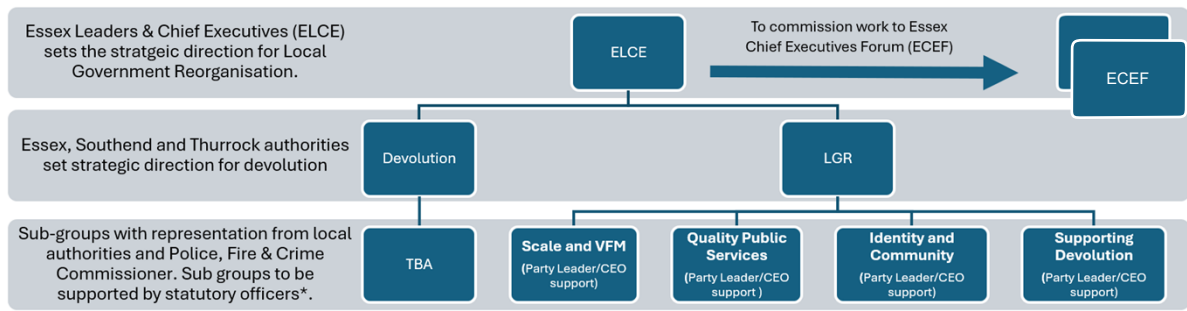 Essex Leaders & Chief Executives (ELCE)
sets the stratgeic direction for Local
Government Reorganisation.
ELCE
To commission work to Essex
Chief Executives Forum (ECEF)
ECEF
Essex, Southend and Thurrock authorities
set strategic direction for devolution
Devolution
LGR
Sub-groups with representation from local
authorities and Police, Fire & Crime
Commissioner. Sub groups to be
supported by statutory officers*.
TBA
Scale and VFM
(Party Leader/CEO
support)
Quality Public
Services
(Party Leader/CEO
support )
Identity and
Community
(Party Leader/CEO
support)
Supporting
Devolution
(Party Leader/CEO
support)